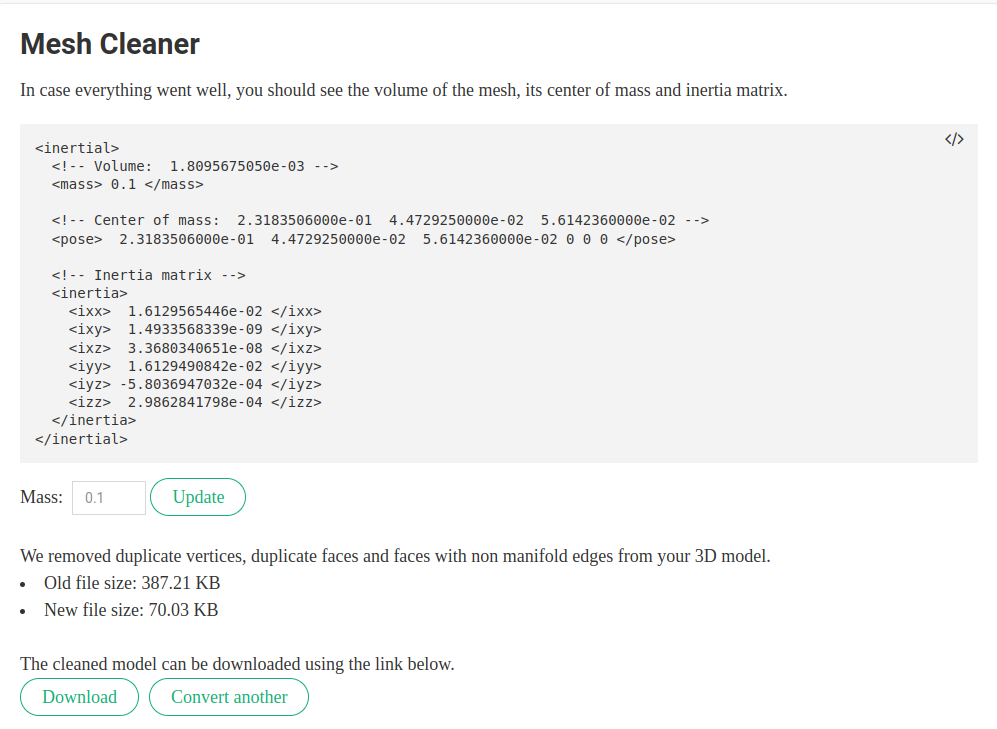 Mesh Cleaner
In case everything went well, you should see the volume of the mesh, its center of mass and inertia matrix.
</>
<inertial>
  <!-- Volume:  1.8095675050e-03 -->
  <mass> 0.1 </mass>

  <!-- Center of mass:  2.3183506000e-01  4.4729250000e-02  5.6142360000e-02 -->
  <pose>  2.3183506000e-01  4.4729250000e-02  5.6142360000e-02 0 0 0 </pose>

  <!-- Inertia matrix -->
  <inertia>
    <ixx>  1.6129565446e-02 </ixx>
    <ixy>  1.4933568339e-09 </ixy>
    <ixz>  3.3680340651e-08 </ixz>
    <iyy>  1.6129490842e-02 </iyy>
    <iyz> -5.8036947032e-04 </iyz>
    <izz>  2.9862841798e-04 </izz>
  </inertia>
</inertial>
Mass: 0.1 Update
We removed duplicate vertices, duplicate faces and faces with non manifold edges from your 3D model.
• Old file size: 387.21 KB
• New file size: 70.03 KB
The cleaned model can be downloaded using the link below.
Download Convert another